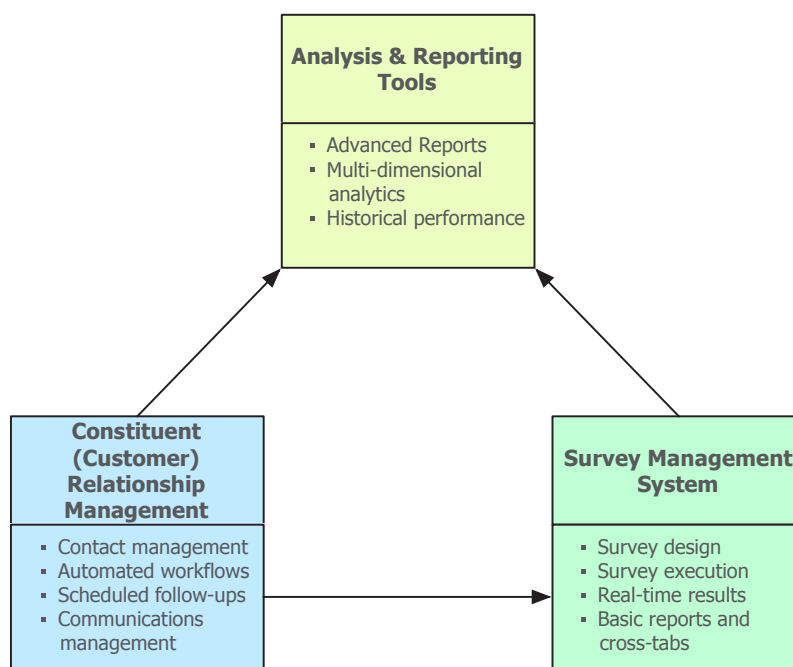 Analysis & Reporting
Tools
▪ Advanced Reports
▪ Multi-dimensional
analytics
▪ Historical performance
Constituent
(Customer)
Relationship
Management
▪ Contact management
▪ Automated workflows
▪ Scheduled follow-ups
▪ Communications
management
Survey Management
System
▪ Survey design
▪ Survey execution
▪ Real-time results
▪ Basic reports and
cross-tabs